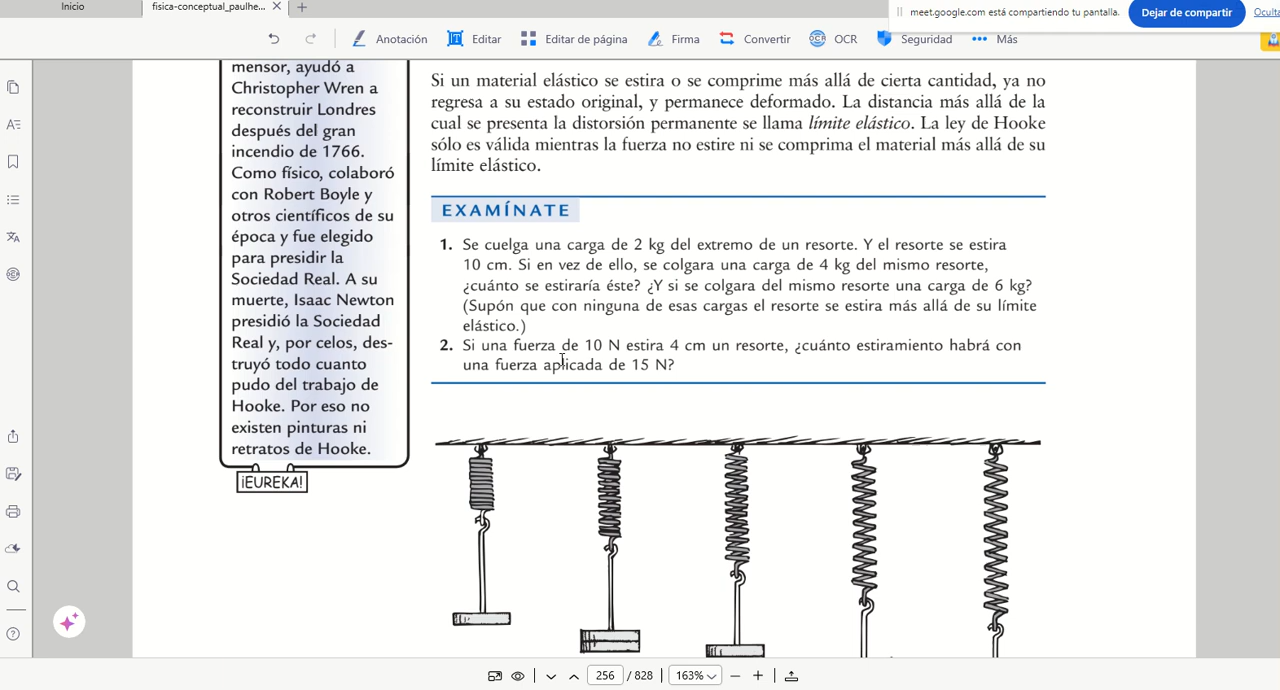 Inicio
fisica-conceptual_paulhe...
meet.google.com está compartiendo tu pantalla.
Dejar de compartir
Oculta
Anotación
Editar
Editar de página
Firma
Convertir
OCR
Seguridad
Más
mensor, ayudó a
Christopher Wren a
reconstruir Londres
después del gran
incendio de 1766.
Como físico, colaboró
con Robert Boyle y
otros científicos de su
época y fue elegido
para presidir la
Sociedad Real. A su
muerte, Isaac Newton
presidió la Sociedad
Real y, por celos, des-
truyó todo cuanto
pudo del trabajo de
Hooke. Por eso no
existen pinturas ni
retratos de Hooke.
¡EUREKA!
Si un material elástico se estira o se comprime más allá de cierta cantidad, ya no
regresa a su estado original, y permanece deformado. La distancia más allá de la
cual se presenta la distorsión permanente se llama límite elástico. La ley de Hooke
sólo es válida mientras la fuerza no estire ni se comprima el material más allá de su
límite elástico.
EXAMÍNATE
1. Se cuelga una carga de 2 kg del extremo de un resorte. Y el resorte se estira
10 cm. Si en vez de ello, se colgara una carga de 4 kg del mismo resorte,
¿cuánto se estiraría éste? ¿Y si se colgara del mismo resorte una carga de 6 kg?
(Supón que con ninguna de esas cargas el resorte se estira más allá de su límite
elástico.)
2. Si una fuerza de 10 N estira 4 cm un resorte, ¿cuánto estiramiento habrá con
una fuerza aplicada de 15 N?
256 / 828
163%